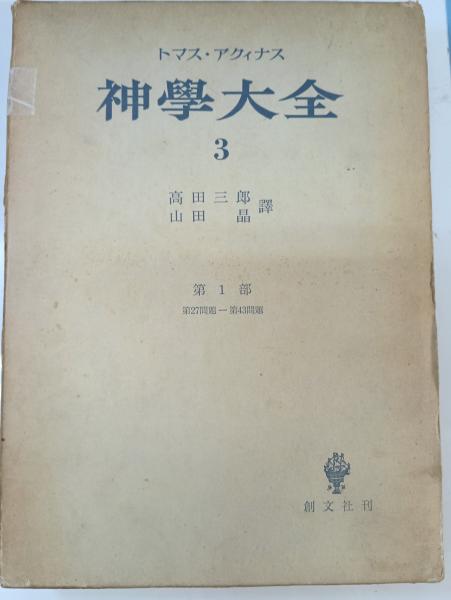 トマス・アクィナス
神學大全
3
高田三郎
山田晶 譯
第1部
第27問題ー第43問題
創文社刊